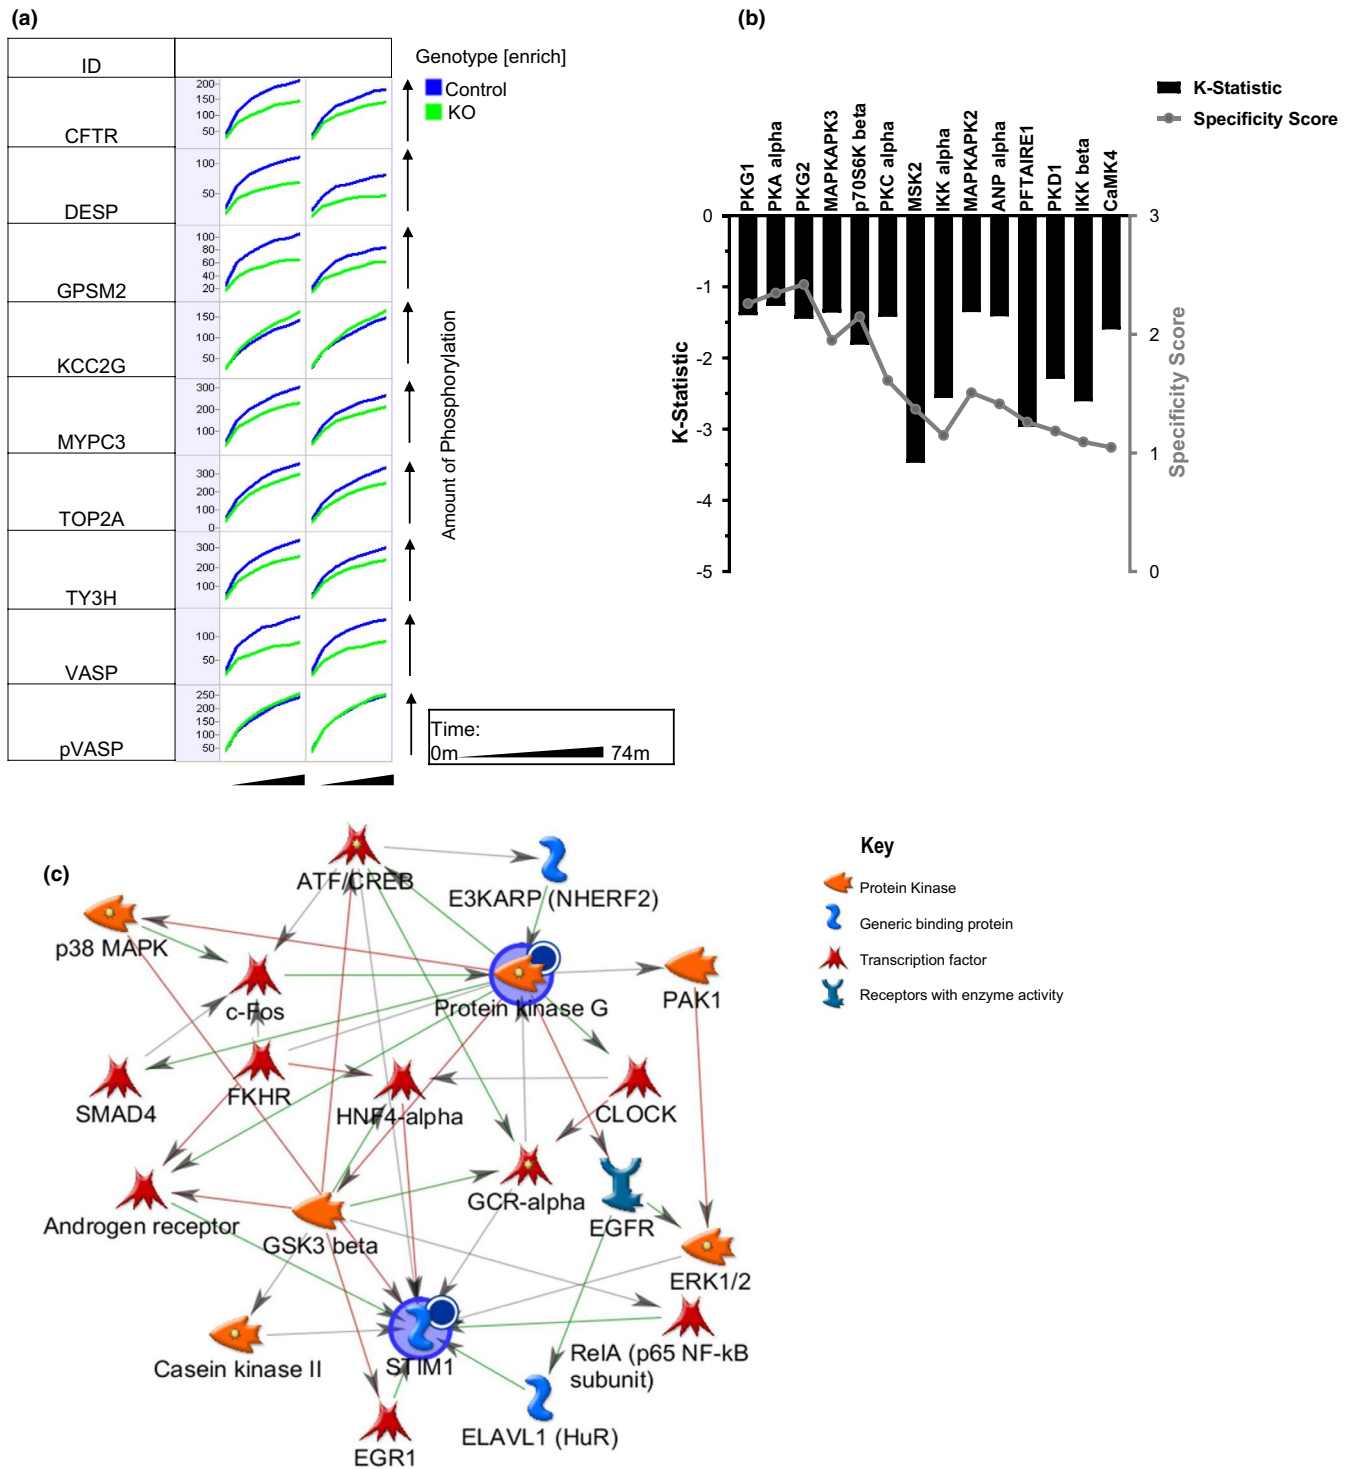 (a)
ID
Genotype [enrich]
Control
KO
CFTR
200
150
100
50
DESP
100
50
GPSM2
100
80
60
40
20
KCC2G
150
100
50
MYPC3
300
200
100
TOP2A
300
200
100
0
TY3H
300
200
100
VASP
100
50
pVASP
250
200
150
100
50
Amount of Phosphorylation
Time:
0m 74m
(b)
K-Statistic
Specificity Score
PKG1
PKA alpha
PKG2
MAPKAPK3
p70S6K beta
PKC alpha
MSK2
IKK alpha
MAPKAPK2
ANP alpha
PFTAIRE1
PKD1
IKK beta
CaMK4
0
-1
-2
-3
-4
-5
K-Statistic
3
2
1
0
Specificity Score
(c)
ATF/CREB
E3KARP (NHERF2)
p38 MAPK
c-Fos
Protein kinase G
PAK1
SMAD4
FKHR
HNF4-alpha
CLOCK
Androgen receptor
GSK3 beta
GCR-alpha
EGFR
ERK1/2
Casein kinase II
STIM1
RelA (p65 NF-kB
subunit)
EGR1
ELAVL1 (HuR)
Key
Protein Kinase
Generic binding protein
Transcription factor
Receptors with enzyme activity